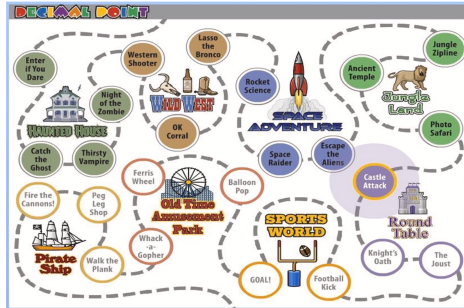 DECIMAL POINT
Enter
if You
Dare
Night
of the
Zombie
HAUNTED HOUSE
Catch
the
Ghost
Thirsty
Vampire
Western
Shooter
Lasso
the
Bronco
WILD WEST
OK
Corral
Rocket
Science
SPACE
ADVENTURE
Space
Raider
Escape
the
Aliens
Jungle
Zipline
Ancient
Temple
Jungle
Land
Photo
Safari
Fire the
Cannons!
Peg
Leg
Shop
Pirate
Ship
Walk the
Plank
Ferris
Wheel
Balloon
Pop
Old Time
Amusement
Park
Whack
-a-
Gopher
SPORTS
WORLD
GOAL!
Football
Kick
Castle
Attack
Round
Table
Knight's
Oath
The
Joust